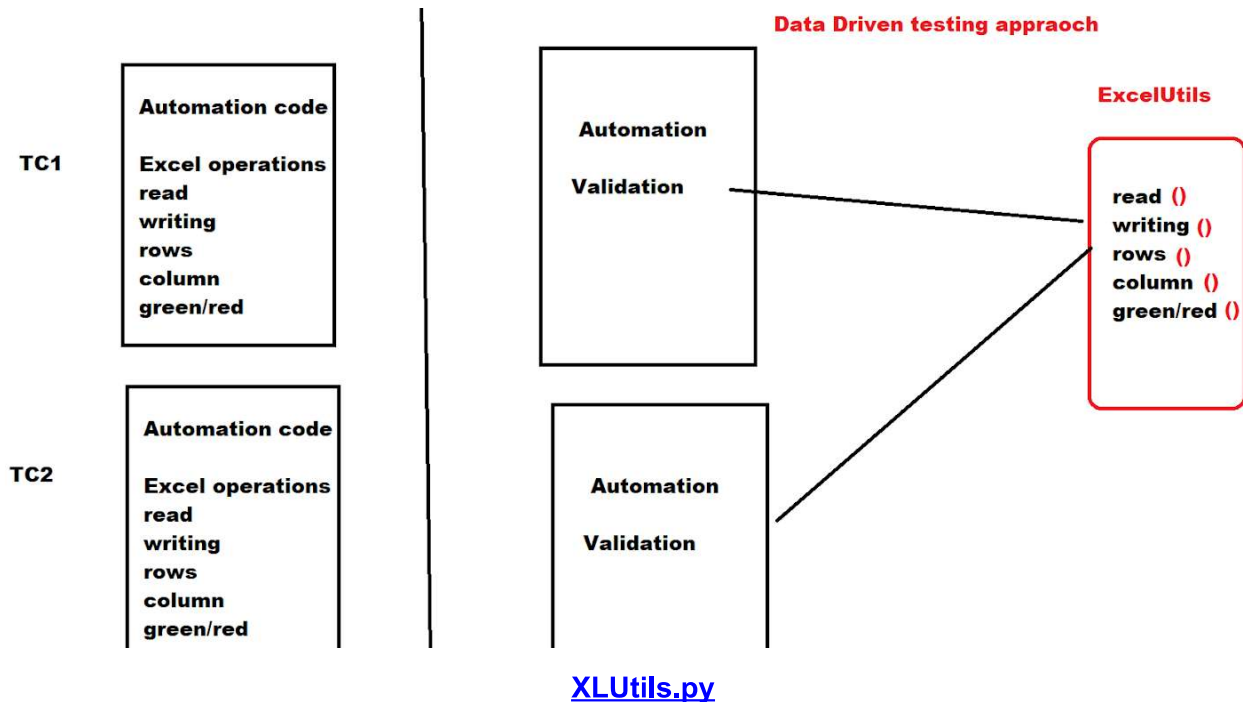 Data Driven testing appraoch
TC1
Automation code
Excel operations
read
writing
rows
column
green/red
Automation
Validation
ExcelUtils
read ()
writing ()
rows ()
column ()
green/red ()
TC2
Automation code
Excel operations
read
writing
rows
column
green/red
Automation
Validation
XLUtils.py